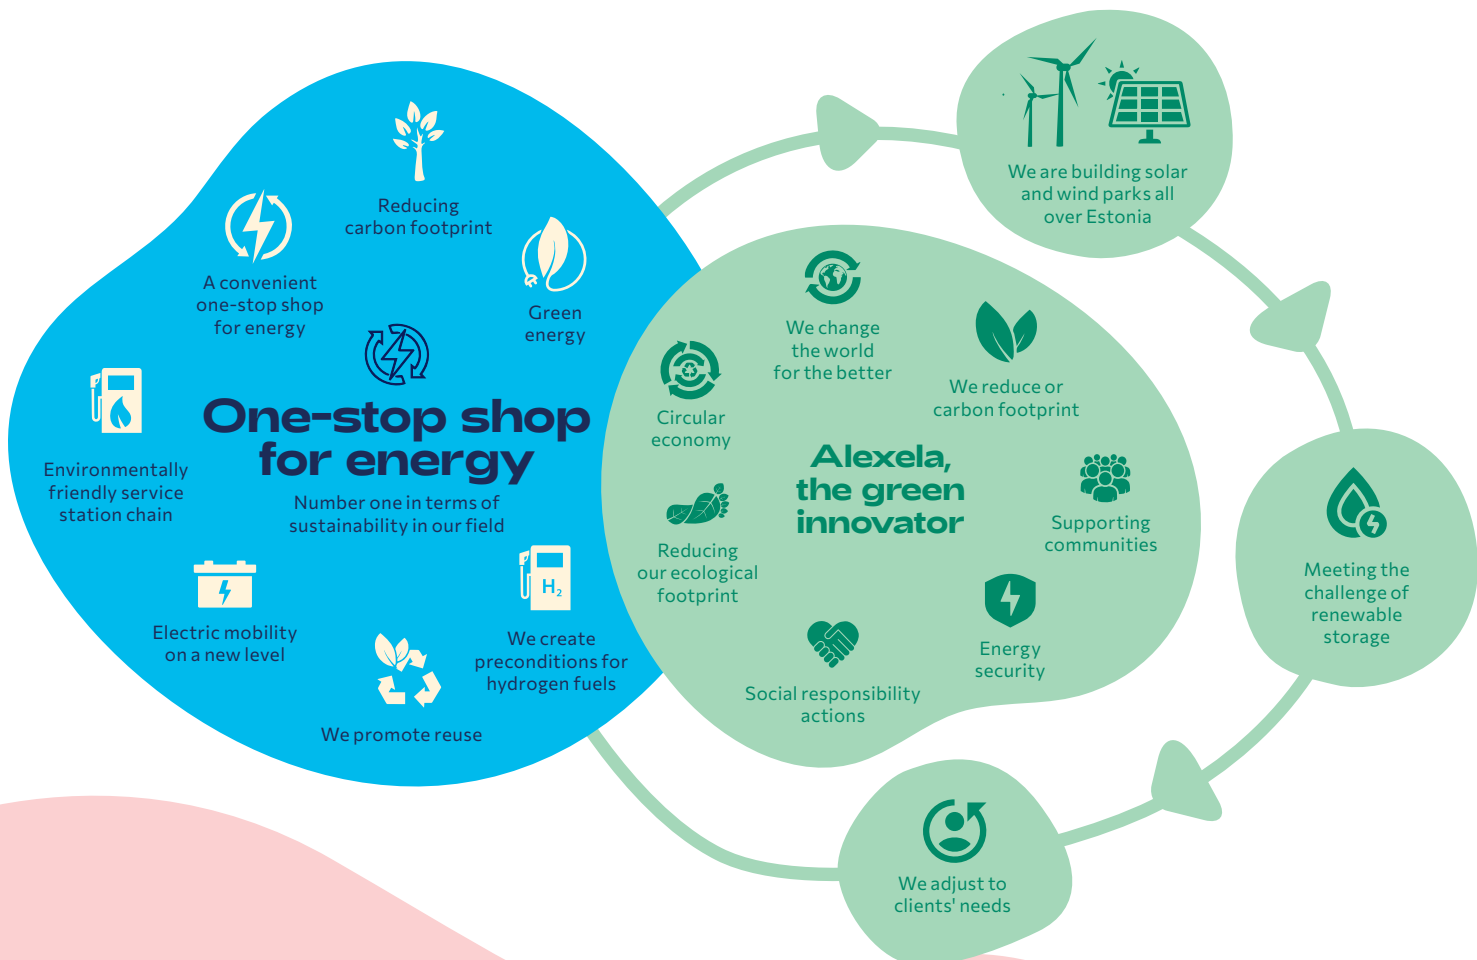 Reducing
carbon footprint
A convenient
one-stop shop
for energy
Green
energy
Environmentally
friendly service
station chain
One-stop shop
for energy
Number one in terms of
sustainability in our field
Electric mobility
on a new level
H₂
We create
preconditions for
hydrogen fuels
We promote reuse
We change
the world
for the better
We reduce or
carbon footprint
Circular
economy
Alexela,
the green
innovator
Supporting
communities
Reducing
our ecological
footprint
Energy
security
Social responsibility
actions
We are building solar
and wind parks all
over Estonia
Meeting the
challenge of
renewable
storage
We adjust to
clients' needs